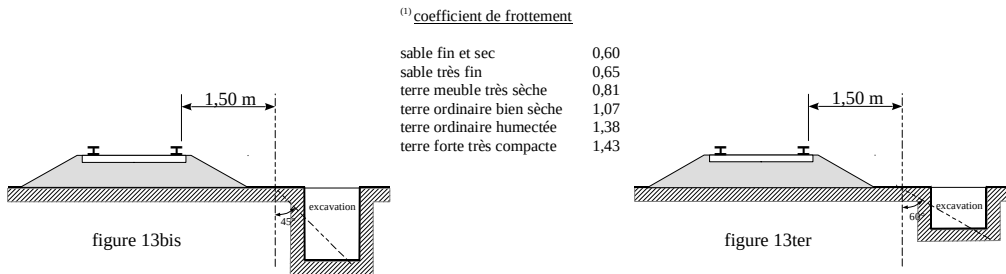 (1) coefficient de frottement
sable fin et sec 0,60
sable très fin 0,65
terre meuble très sèche 0,81
terre ordinaire bien sèche 1,07
terre ordinaire humectée 1,38
terre forte très compacte 1,43
1,50 m
excavation
45°
figure 13bis
1,50 m
excavation
60°
figure 13ter